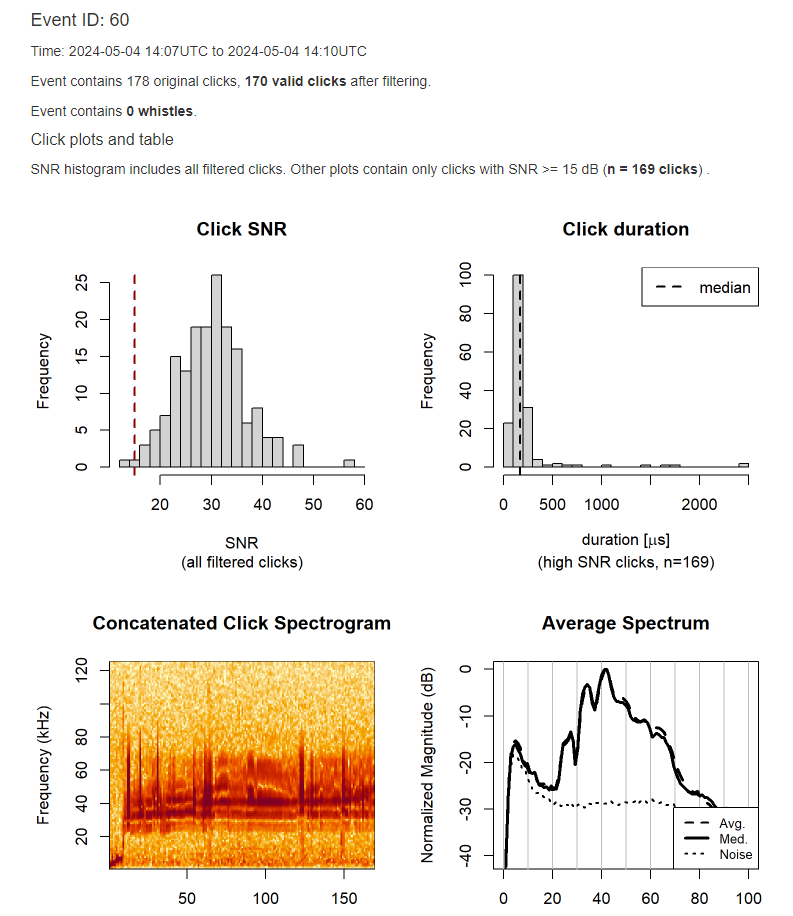 Event ID: 60
Time: 2024-05-04 14:07UTC to 2024-05-04 14:10UTC
Event contains 178 original clicks, 170 valid clicks after filtering.
Event contains 0 whistles.
Click plots and table
SNR histogram includes all filtered clicks. Other plots contain only clicks with SNR >= 15 dB (n = 169 clicks) .
Click SNR
Frequency
0 5 10 15 20 25
20 30 40 50 60
SNR
(all filtered clicks)
Click duration
median
Frequency
0 20 40 60 80 100
0 500 1000 2000
duration [µs]
(high SNR clicks, n=169)
Concatenated Click Spectrogram
Frequency (kHz)
20 40 60 80 120
50 100 150
Average Spectrum
Normalized Magnitude (dB)
-40 -30 -20 -10 0
Avg.
Med.
Noise
0 20 40 60 80 100